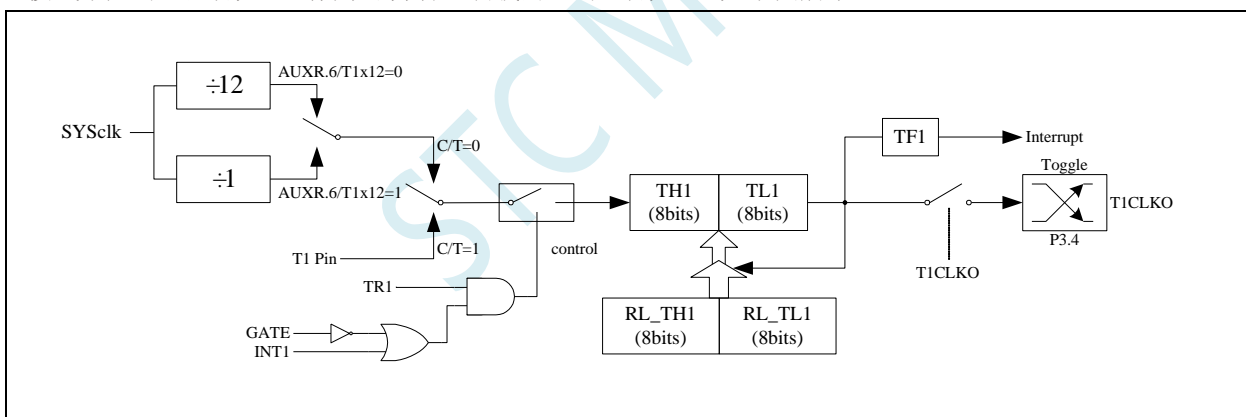 ÷12
AUXR.6/T1x12=0
SYSclk
÷1
AUXR.6/T1x12=1
C/T=0
C/T=1
T1 Pin
control
TR1
GATE
INT1
TH1
(8bits)
TL1
(8bits)
RL_TH1
(8bits)
RL_TL1
(8bits)
TF1
Interrupt
Toggle
T1CLKO
P3.4
T1CLKO
STC M